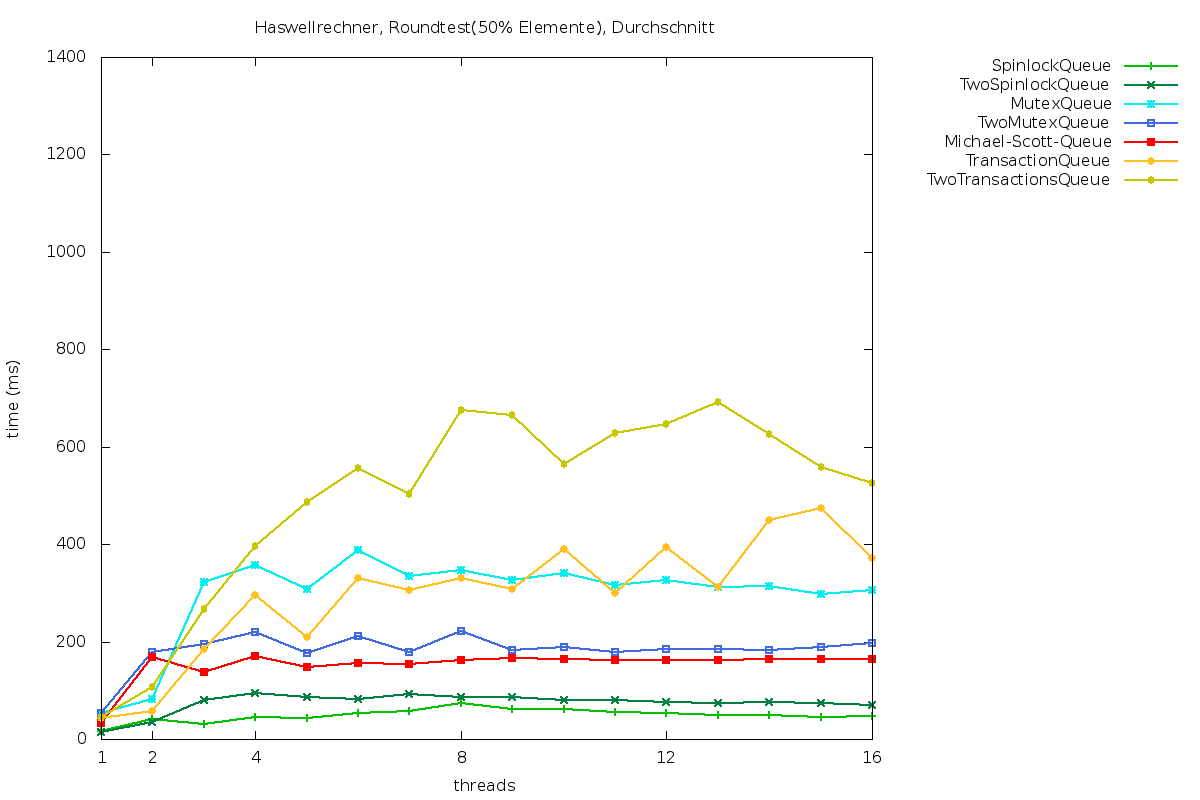 Haswellrechner, Roundtest(50% Elemente), Durchschnitt
1400
1200
1000
800
600
400
200
0
time (ms)
1 2 4 8 12 16
threads
SpinlockQueue
TwoSpinlockQueue
MutexQueue
TwoMutexQueue
Michael-Scott-Queue
TransactionQueue
TwoTransactionsQueue